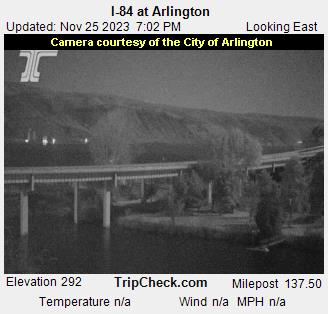 I-84 at Arlington
Updated: Nov 25 2023 7:02 PM Looking East
Camera courtesy of the City of Arlington
Elevation 292 TripCheck.com Milepost 137.50
Temperature n/a Wind n/a MPH n/a